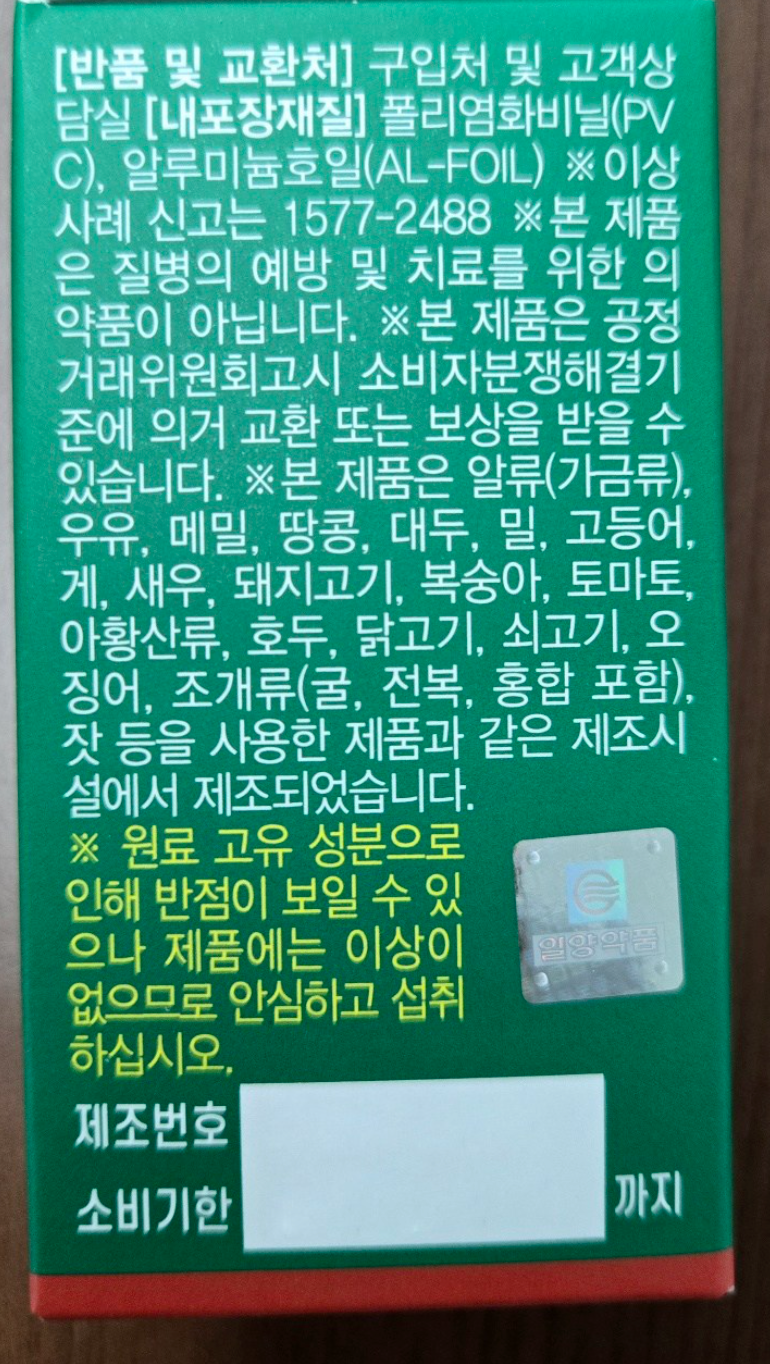 [반품 및 교환처] 구입처 및 고객상
담실 [내포장재질] 폴리염화비닐(PV
C), 알루미늄호일(AL-FOIL) ※이상
사례 신고는 1577-2488 ※본 제품
은 질병의 예방 및 치료를 위한 의
약품이 아닙니다. ※본 제품은 공정
거래위원회고시 소비자분쟁해결기
준에 의거 교환 또는 보상을 받을 수
있습니다. ※본 제품은 알류(가금류),
우유, 메밀, 땅콩, 대두, 밀, 고등어,
게, 새우, 돼지고기, 복숭아, 토마토,
아황산류, 호두, 닭고기, 쇠고기, 오
징어, 조개류(굴, 전복, 홍합 포함),
잣 등을 사용한 제품과 같은 제조시
설에서 제조되었습니다.
※ 원료 고유 성분으로
인해 반점이 보일 수 있
으나 제품에는 이상이
없으므로 안심하고 섭취
하십시오.
일양약품
제조번호
소비기한 까지